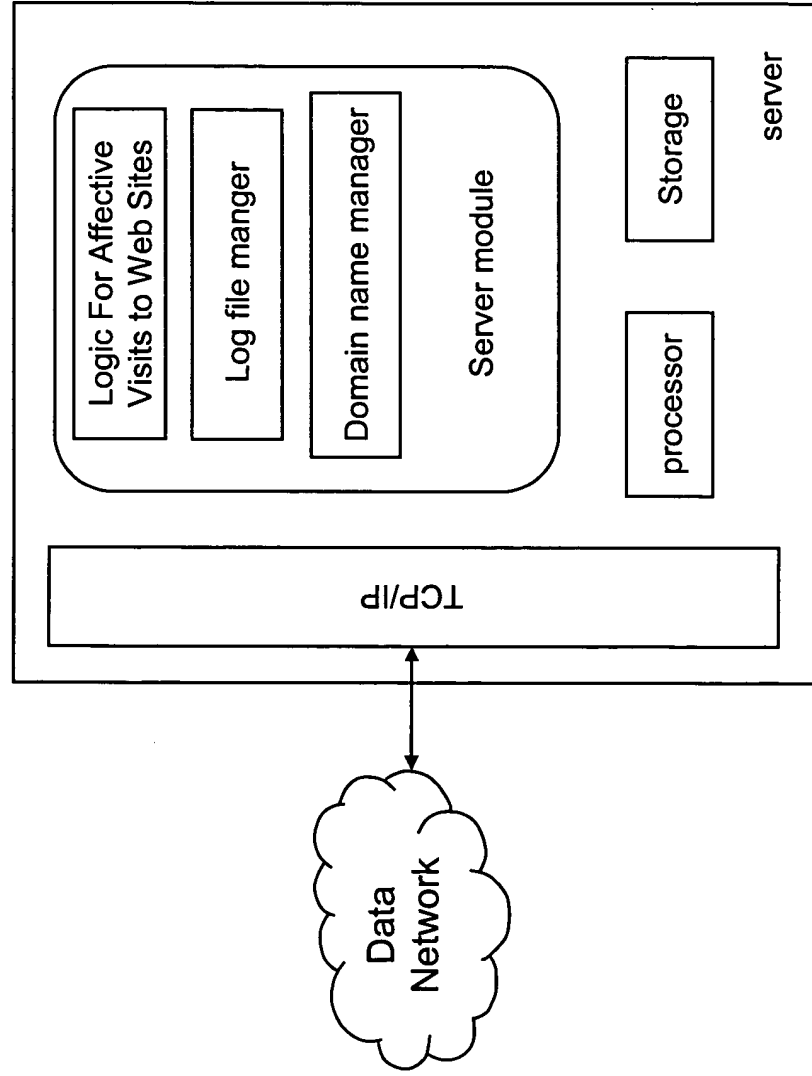 Data
Network
TCP/IP
Logic For Affective
Visits to Web Sites
Log file manger
Domain name manager
Server module
processor
Storage
server